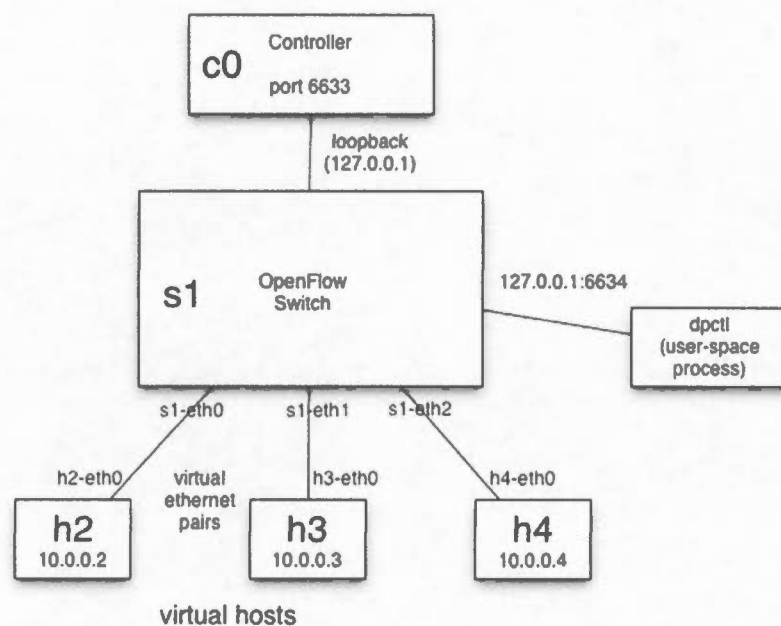 c0
Controller
port 6633
loopback
(127.0.0.1)
s1
OpenFlow
Switch
127.0.0.1:6634
dpctl
(user-space
process)
s1-eth0
s1-eth1
s1-eth2
h2-eth0
virtual
ethernet
pairs
h3-eth0
h4-eth0
h2
10.0.0.2
h3
10.0.0.3
h4
10.0.0.4
virtual hosts